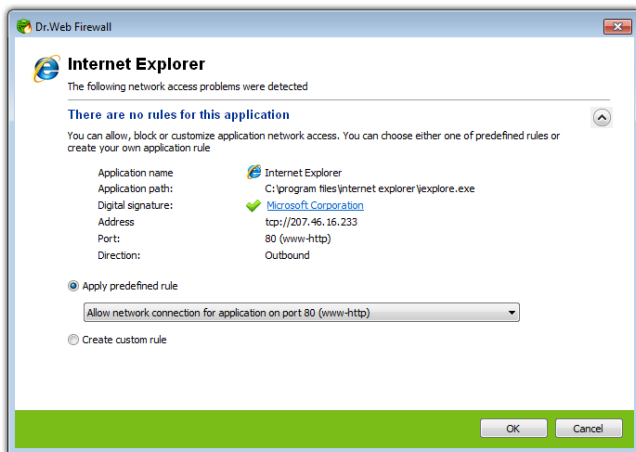 Dr.Web Firewall
Internet Explorer
The following network access problems were detected
There are no rules for this application
You can allow, block or customize application network access. You can choose either one of predefined rules or
create your own application rule
Application name Internet Explorer
Application path: C:\program files\internet explorer\iexplore.exe
Digital signature: Microsoft Corporation
Address tcp://207.46.16.233
Port: 80 (www-http)
Direction: Outbound
Apply predefined rule
Allow network connection for application on port 80 (www-http)
Create custom rule
OK Cancel